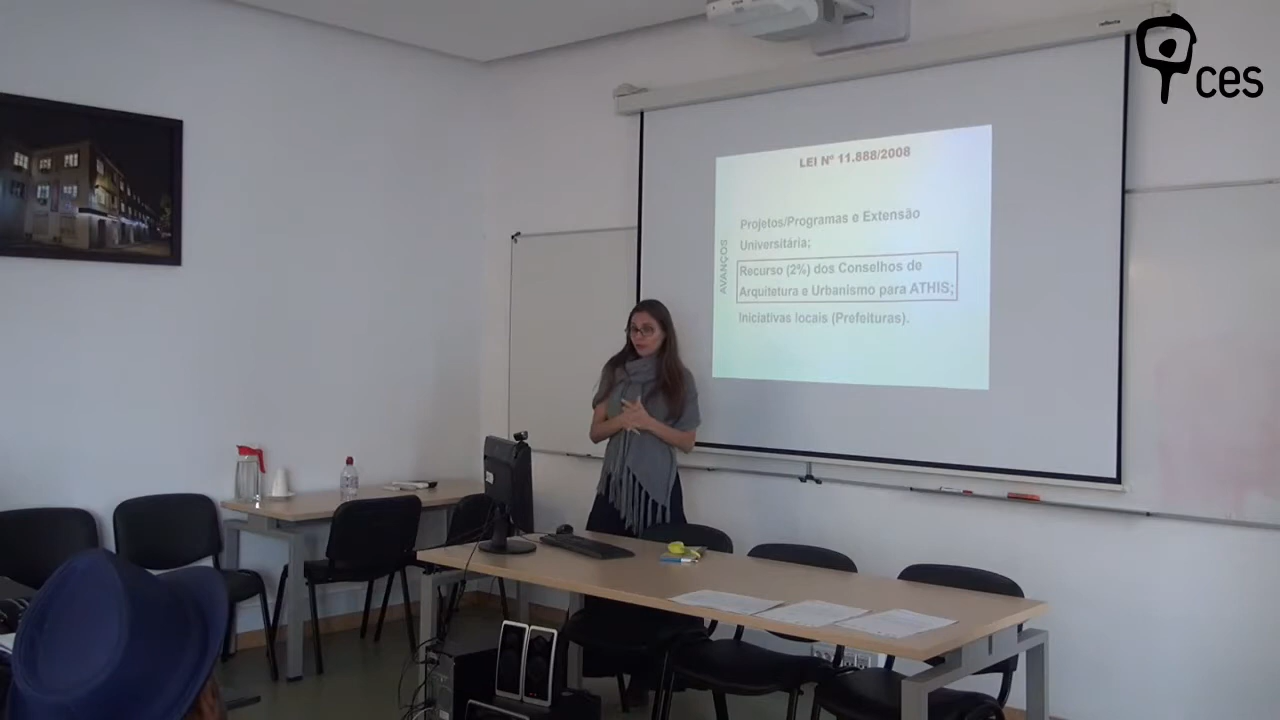 ces
LEI Nº 11.888/2008
AVANÇOS
Projetos/Programas e Extensão
Universitária;
Recurso (2%) dos Conselhos de
Arquitetura e Urbanismo para ATHIS;
Iniciativas locais (Prefeituras).